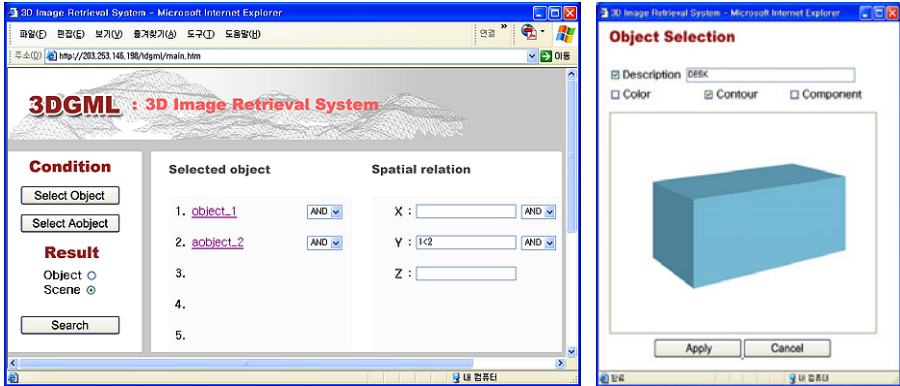 3D Image Retrieval System - Microsoft Internet Explorer
파일(F) 편집(E) 보기(V) 즐겨찾기(A) 도구(T) 도움말(H) 연결 »
주소(D) http://203.253.146.198/tdgml/main.htm 이동
3DGML : 3D Image Retrieval System
Condition
Select Object
Select Aobject
Result
Object
Scene
Search
Selected object
1. object_1 AND
2. aobject_2 AND
3.
4.
5.
Spatial relation
X : AND
Y : 1<2 AND
Z :
내 컴퓨터
3D Image Retrieval System - Microsoft Internet Explorer
Object Selection
Description DESK
Color Contour Component
Apply Cancel
완료 내 컴퓨터